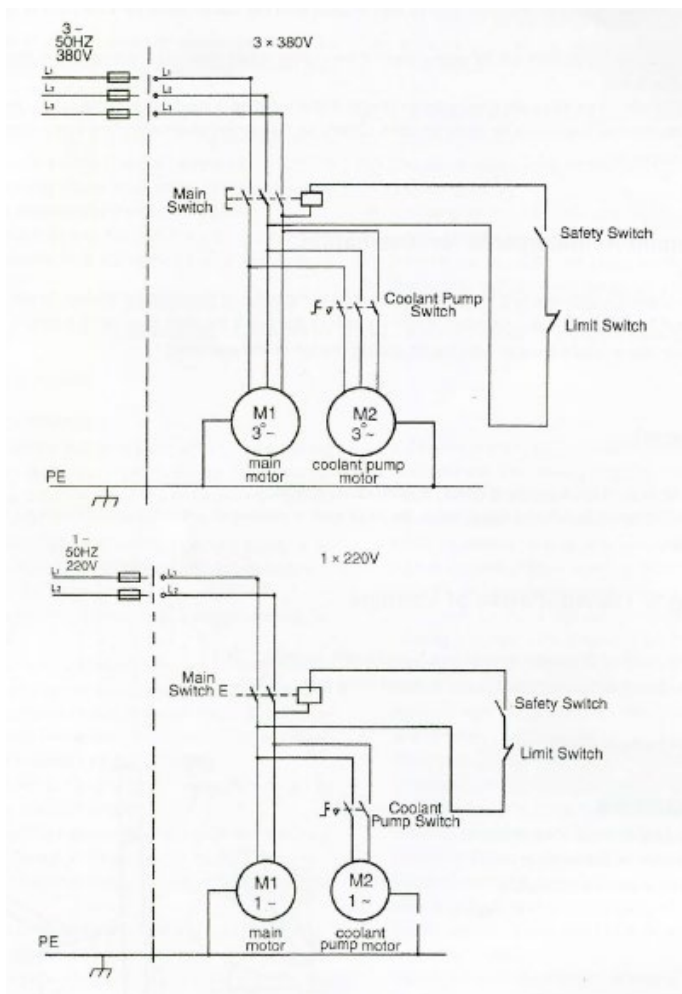 3~
50HZ
380V
3 × 380V
L1
L1
L2
L2
L3
L3
Main
Switch
Safety Switch
Coolant Pump
Switch
Limit Switch
M1
3~
M2
3~
main
motor
coolant pump
motor
PE
1~
50HZ
220V
1 × 220V
L1
L1
L2
L2
Main
Switch E
Safety Switch
Limit Switch
Coolant
Pump Switch
M1
1~
M2
1~
main
motor
coolant
pump motor
PE